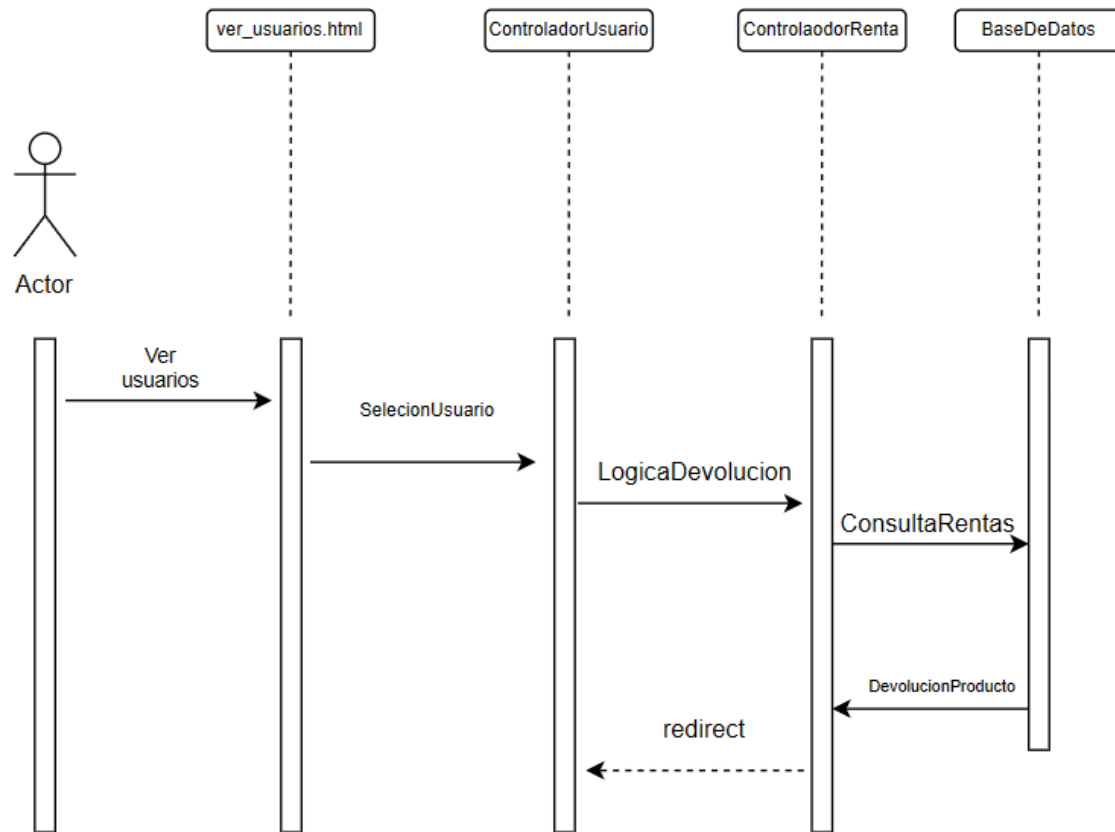 ver_usuarios.html
ControladorUsuario
ControlaodorRenta
BaseDeDatos
Actor
Ver
usuarios
SelecionUsuario
LogicaDevolucion
ConsultaRentas
DevolucionProducto
redirect